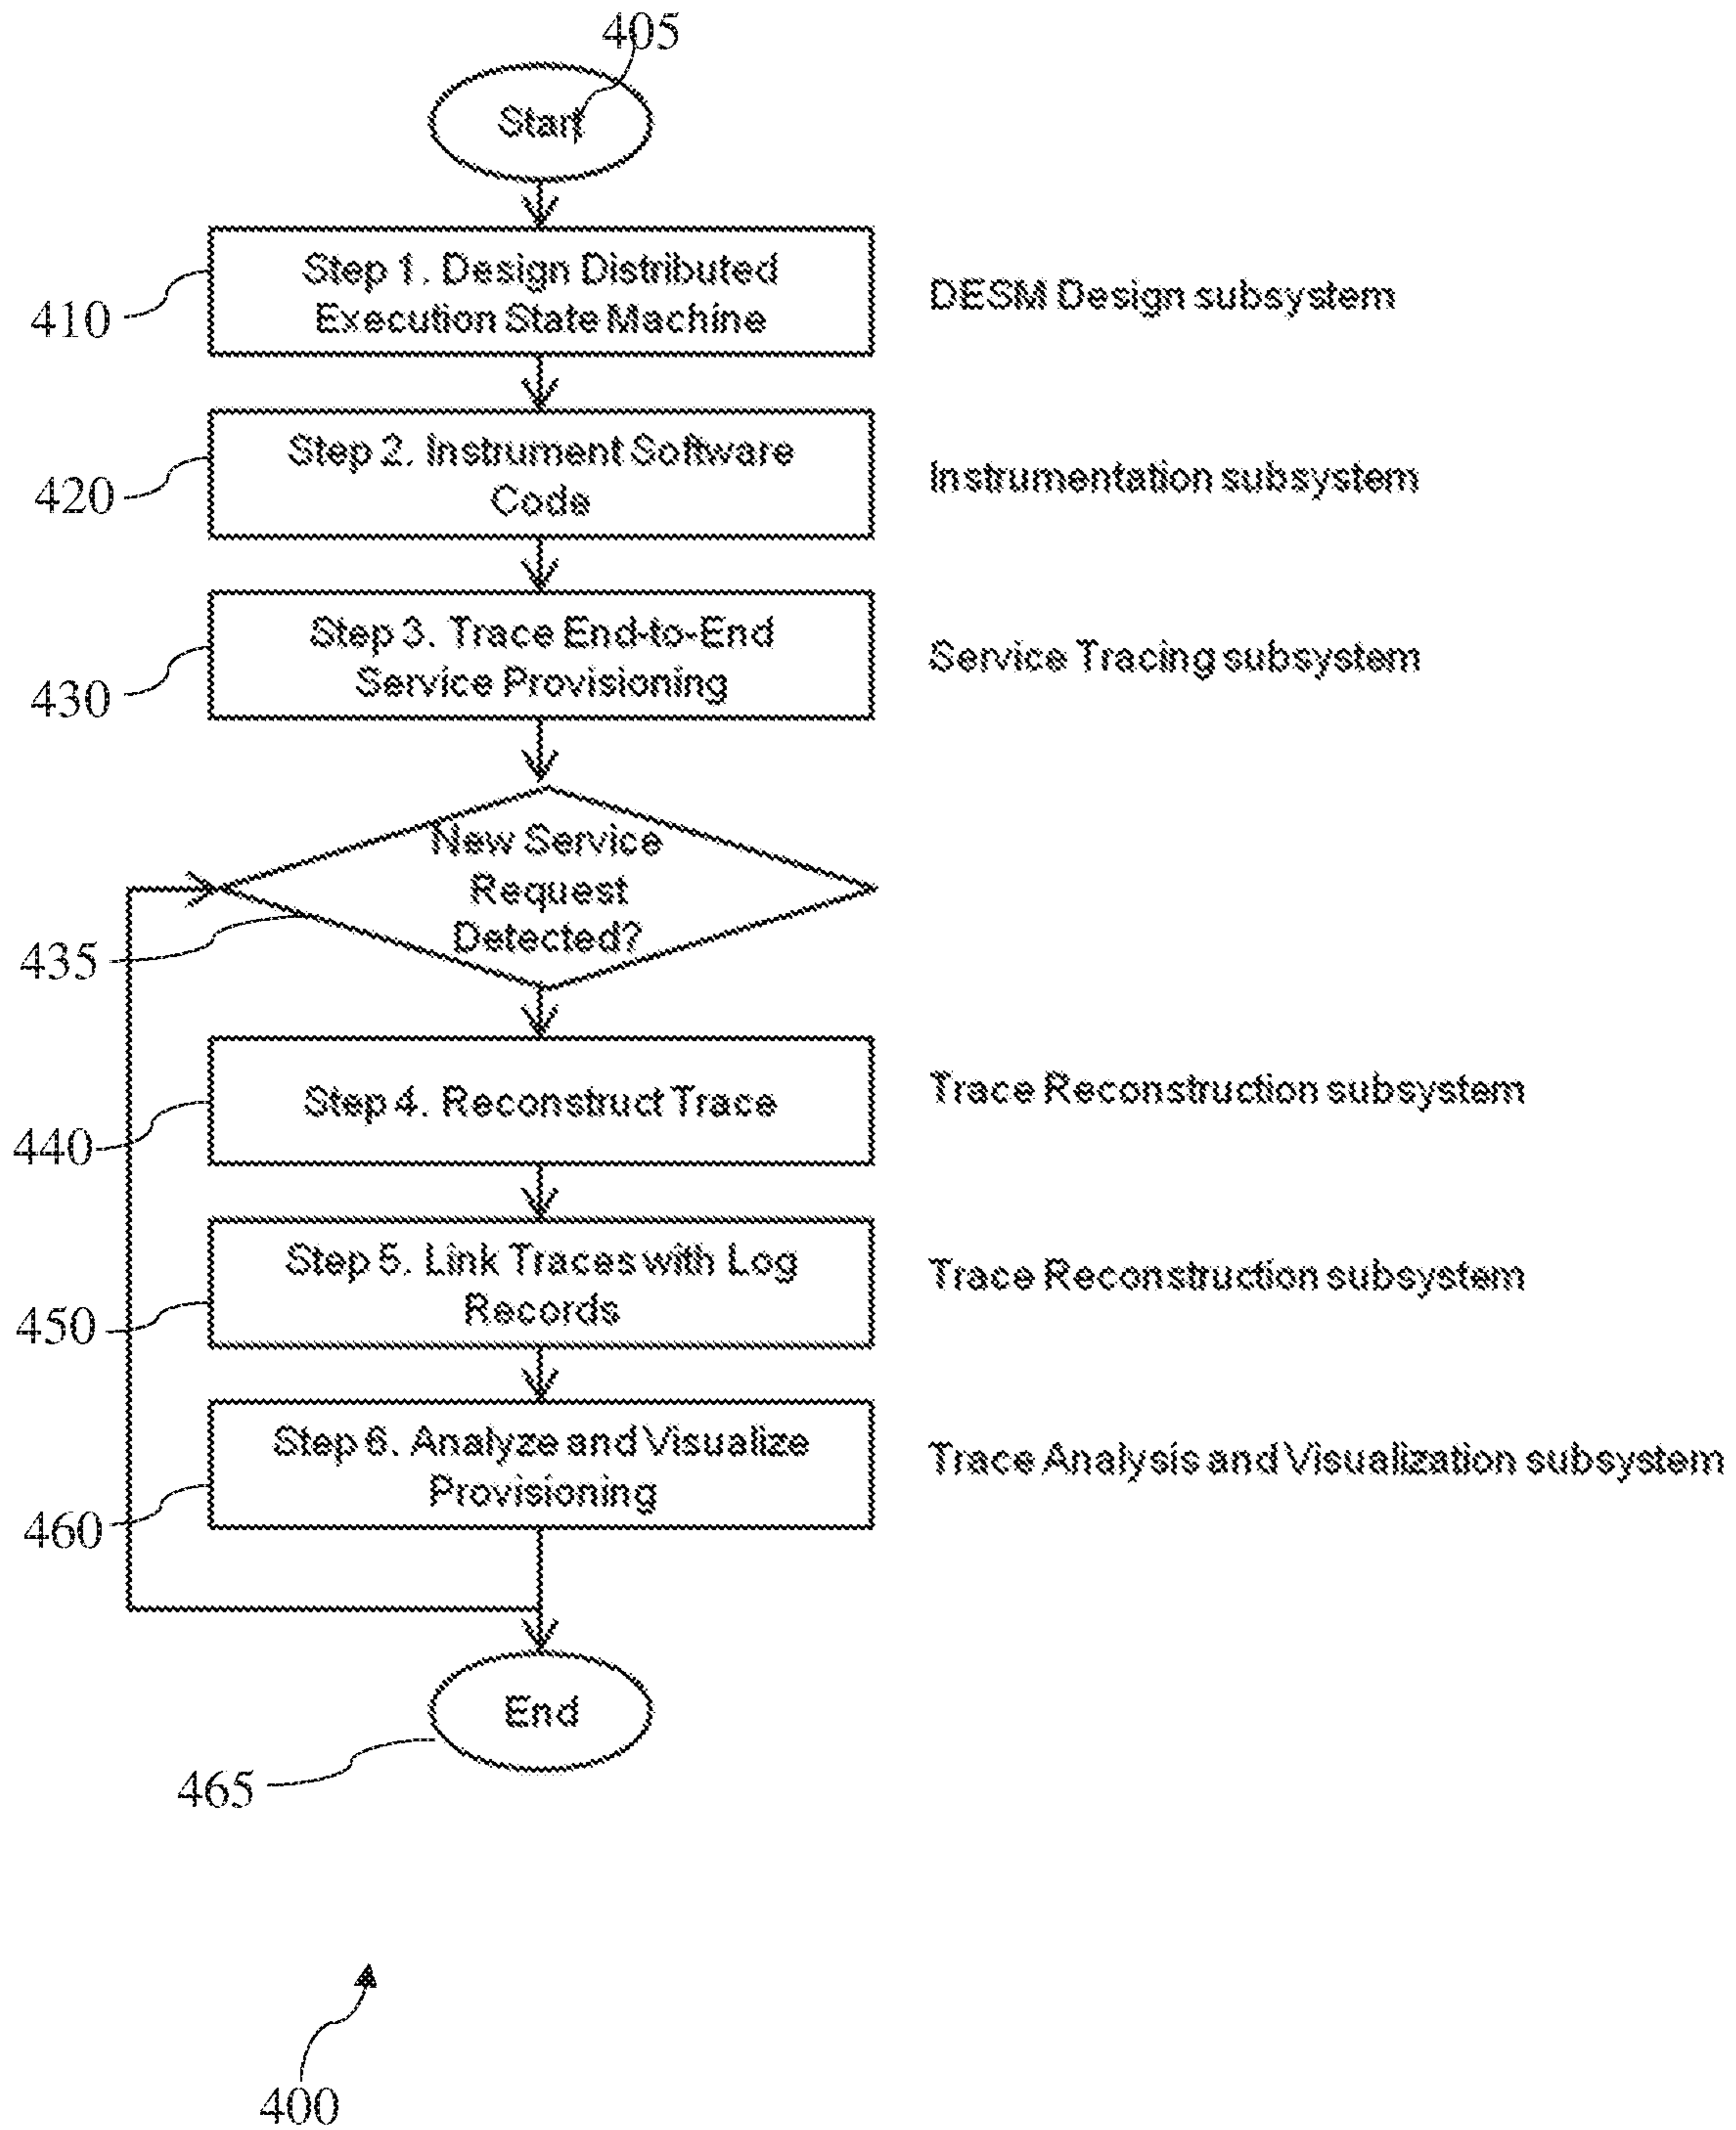 405
Start
Step 1. Design Distributed
Execution State Machine
DESM Design subsystem
410
Step 2. Instrument Software
Code
Instrumentation subsystem
420
Step 3. Trace End-to-End
Service Provisioning
Service Tracing subsystem
430
New Service
Request
Detected?
435
Step 4. Reconstruct Trace
Trace Reconstruction subsystem
440
Step 5. Link Traces with Log
Records
Trace Reconstruction subsystem
450
Step 6. Analyze and Visualize
Provisioning
Trace Analysis and Visualization subsystem
460
End
465
400